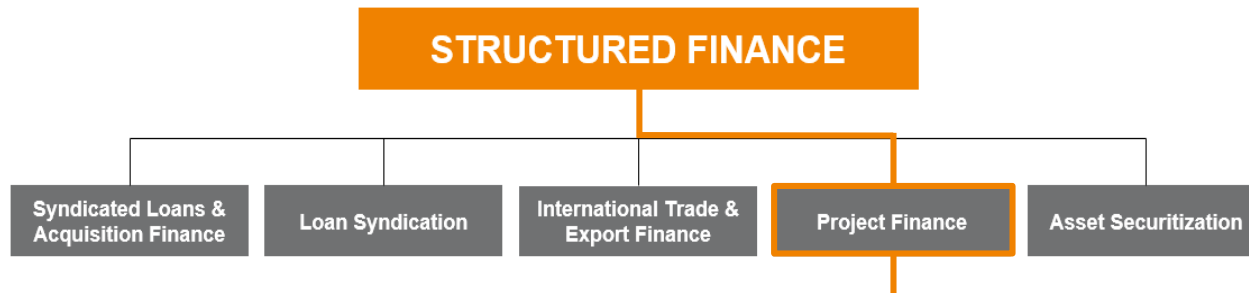 STRUCTURED FINANCE
Syndicated Loans &
Acquisition Finance
Loan Syndication
International Trade &
Export Finance
Project Finance
Asset Securitization